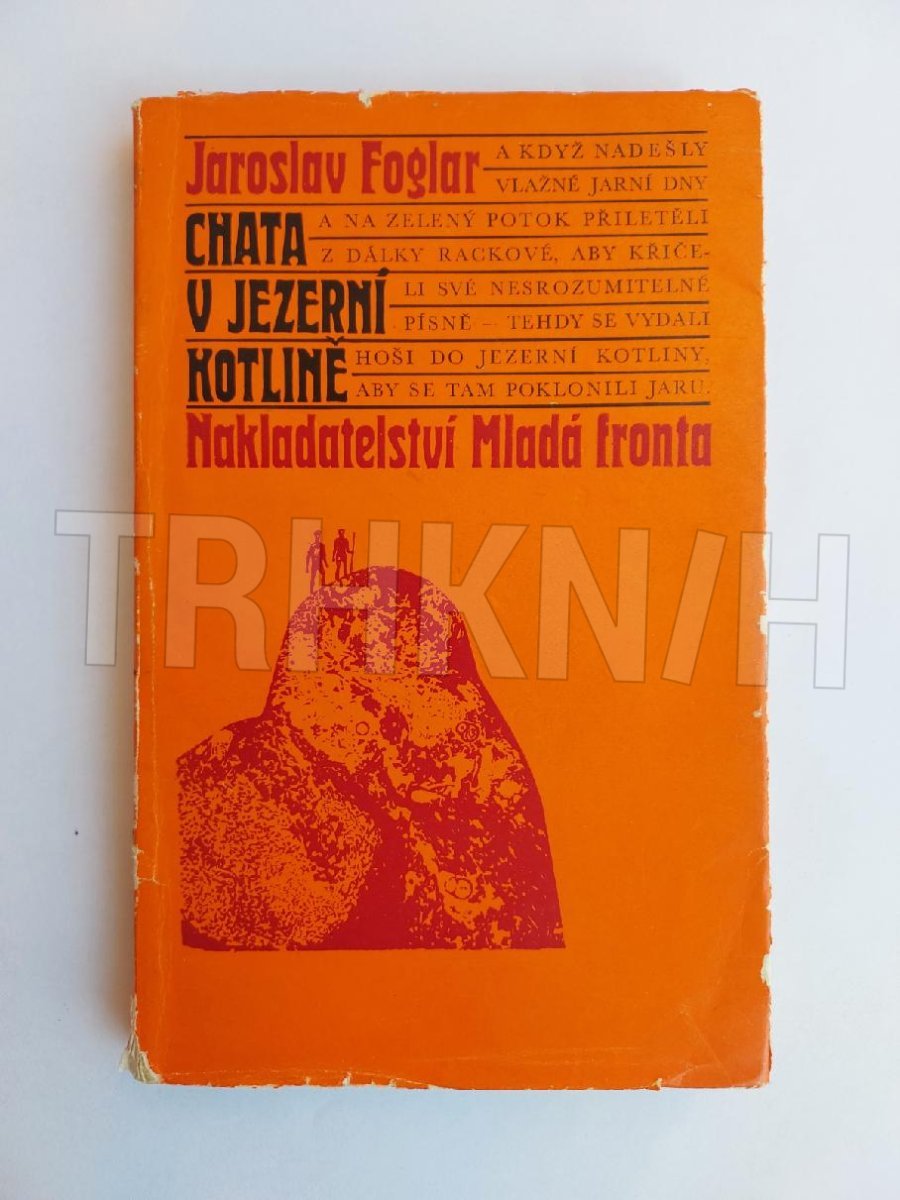 Jaroslav Foglar A KDYŽ NADEŠLY
VLAŽNÉ JARNÍ DNY
CHATA A NA ZELENÝ POTOK PŘILETĚLI
Z DÁLKY RACKOVÉ, ABY KŘIČE-
V JEZERNÍ LI SVÉ NESROZUMITELNÉ
PÍSNĚ – TEHDY SE VYDALI
KOTLINĚ HOŠI DO JEZERNÍ KOTLINY,
ABY SE TAM POKLONILI JARU.
Nakladatelství Mladá fronta
TRHKN/H